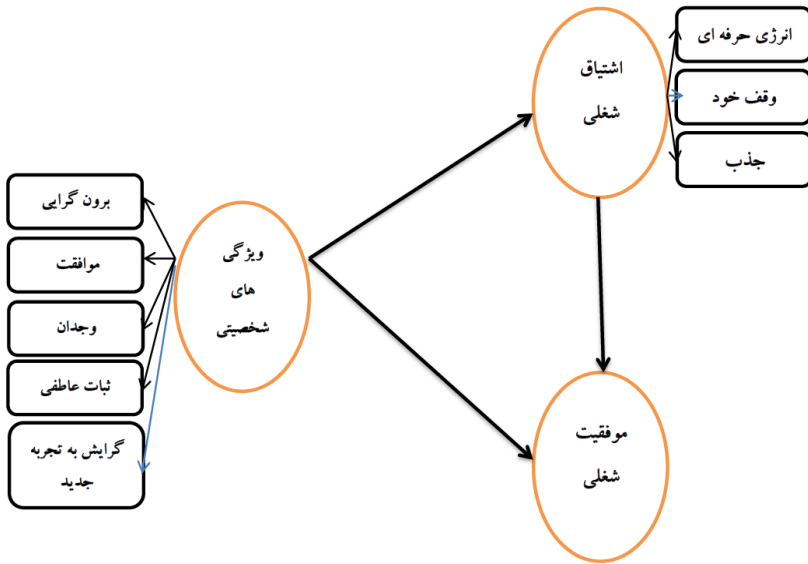 انرژی حرفه ای
وقف خود
جذب
اشتیاق
شغلی
ویژگی
های
شخصیتی
برون گرایی
موافقت
وجدان
ثبات عاطفی
گرایش به تجربه
جدید
موفقیت
شغلی